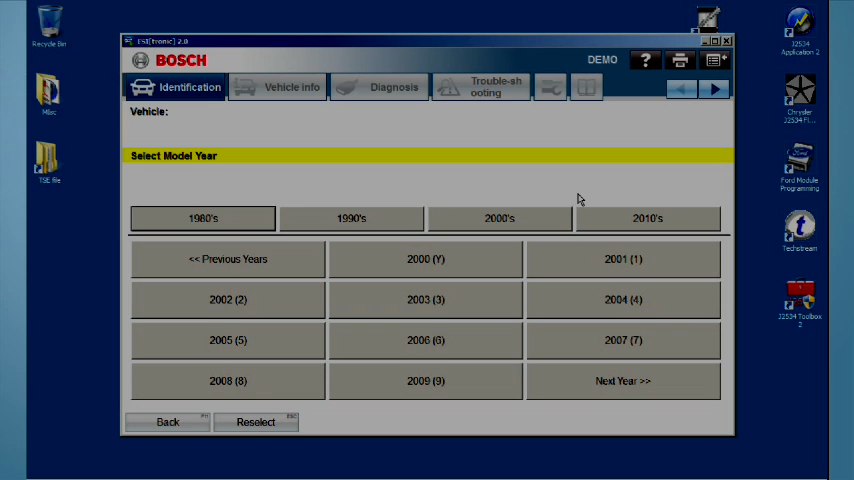 Recycle Bin
Misc
TSE file
ESI[tronic] 2.0
BOSCH
DEMO
?
Identification
Vehicle info
Diagnosis
Trouble-sh
ooting
Vehicle:
Select Model Year
1980's
1990's
2000's
2010's
<< Previous Years
2000 (Y)
2001 (1)
2002 (2)
2003 (3)
2004 (4)
2005 (5)
2006 (6)
2007 (7)
2008 (8)
2009 (9)
Next Year >>
Back
F11
Reselect
ESC
J2534
Application 2
Chrysler
J2534 Fl...
Ford Module
Programming
Techstream
J2534 Toolbox
2